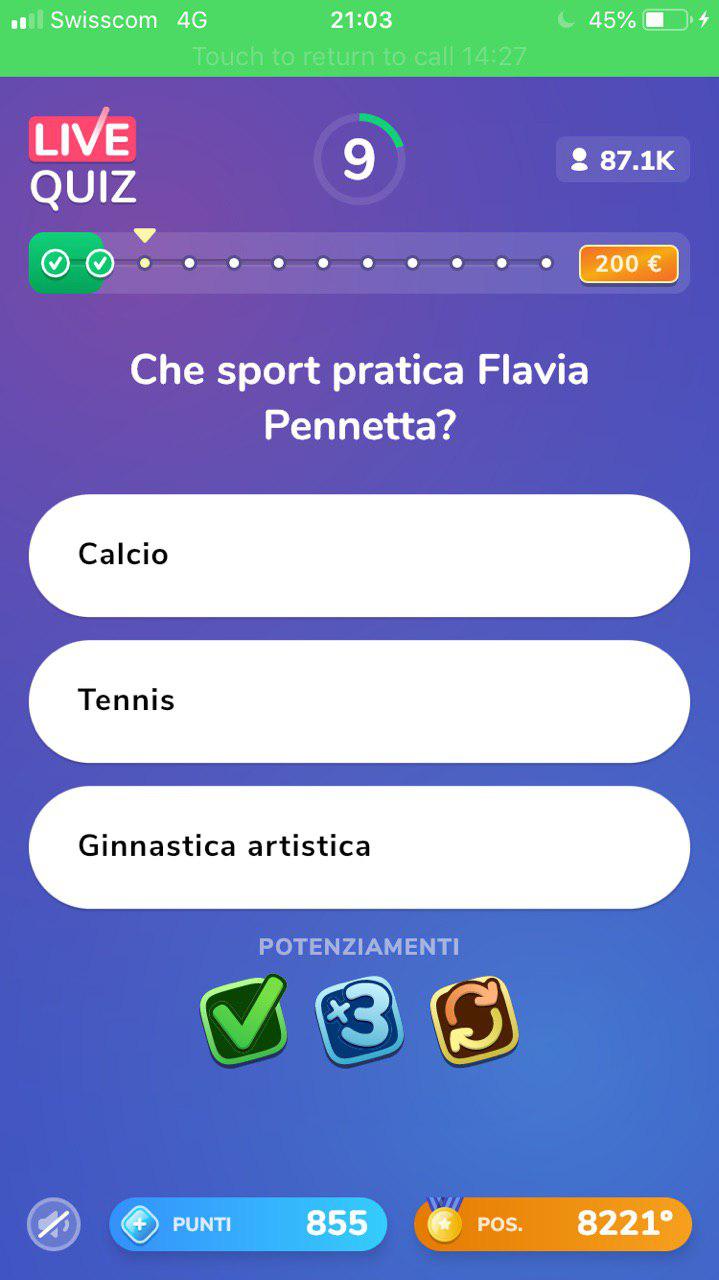 Swisscom 4G 21:03 45%
Touch to return to call 14:27
LIVE
QUIZ
9
87.1K
200 €
Che sport pratica Flavia
Pennetta?
Calcio
Tennis
Ginnastica artistica
POTENZIAMENTI
×3
PUNTI 855
POS. 8221°